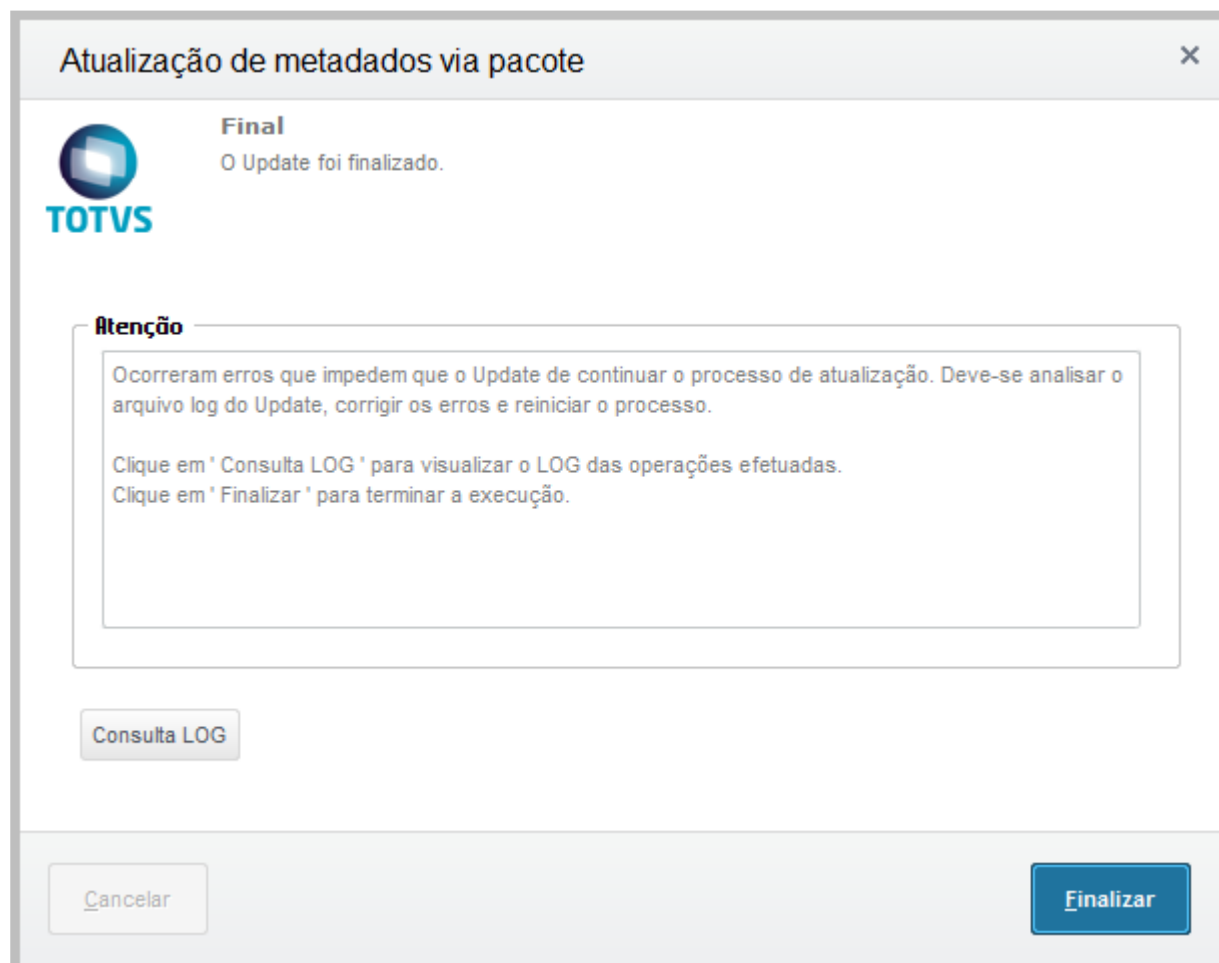 Atualização de metadados via pacote
Final
O Update foi finalizado.
TOTVS
Atenção
Ocorreram erros que impedem que o Update de continuar o processo de atualização. Deve-se analisar o
arquivo log do Update, corrigir os erros e reiniciar o processo.
Clique em ' Consulta LOG ' para visualizar o LOG das operações efetuadas.
Clique em ' Finalizar ' para terminar a execução.
Consulta LOG
Cancelar
Finalizar